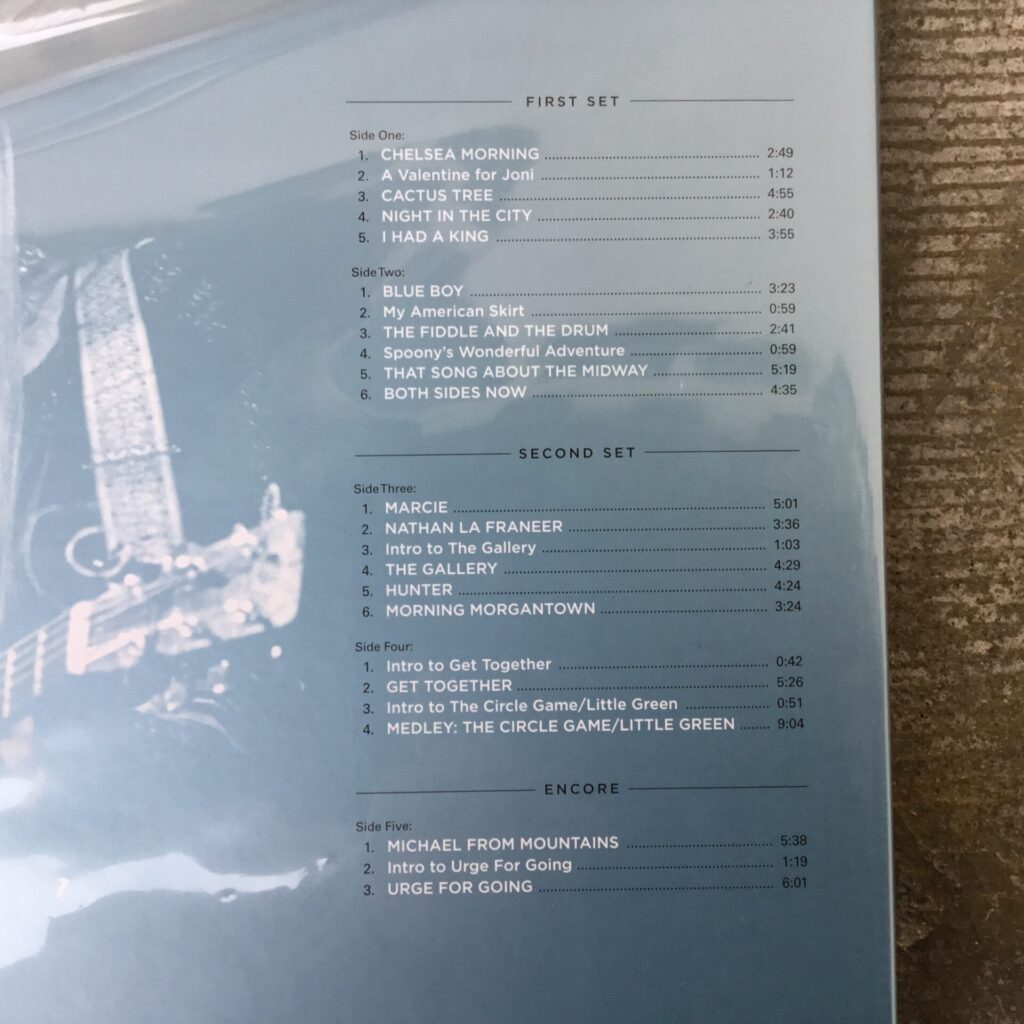 FIRST SET
Side One:
1. CHELSEA MORNING 2:49
2. A Valentine for Joni 1:12
3. CACTUS TREE 4:55
4. NIGHT IN THE CITY 2:40
5. I HAD A KING 3:55
Side Two:
1. BLUE BOY 3:23
2. My American Skirt 0:59
3. THE FIDDLE AND THE DRUM 2:41
4. Spoony's Wonderful Adventure 0:59
5. THAT SONG ABOUT THE MIDWAY 5:19
6. BOTH SIDES NOW 4:35
SECOND SET
Side Three:
1. MARCIE 5:01
2. NATHAN LA FRANEER 3:36
3. Intro to The Gallery 1:03
4. THE GALLERY 4:29
5. HUNTER 4:24
6. MORNING MORGANTOWN 3:24
Side Four:
1. Intro to Get Together 0:42
2. GET TOGETHER 5:26
3. Intro to The Circle Game/Little Green 0:51
4. MEDLEY: THE CIRCLE GAME/LITTLE GREEN 9:04
ENCORE
Side Five:
1. MICHAEL FROM MOUNTAINS 5:38
2. Intro to Urge For Going 1:19
3. URGE FOR GOING 6:01